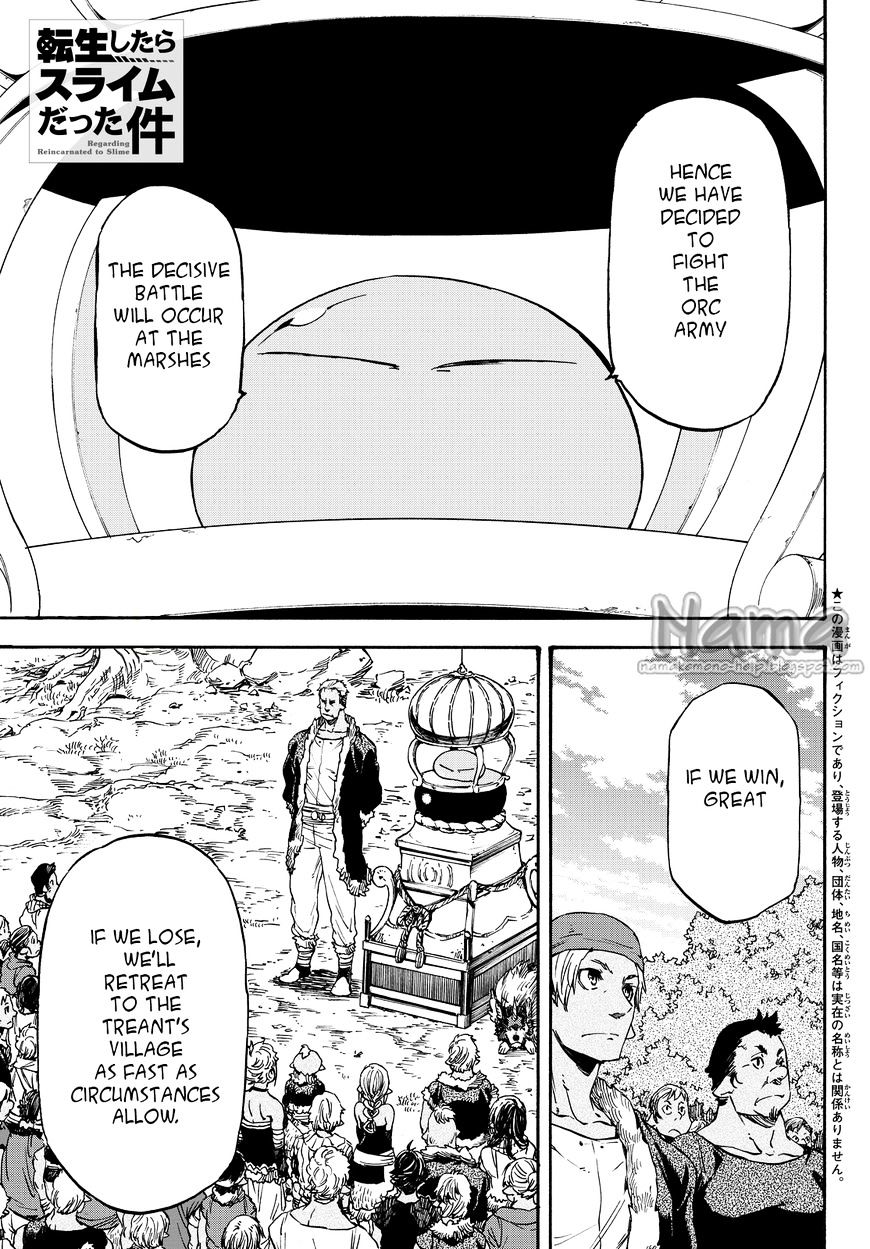 転生したら
スライム
だった件
Regarding
Reincarnated to Slime
HENCE
WE HAVE
DECIDED
TO
FIGHT
THE
ORC
ARMY
THE DECISIVE
BATTLE
WILL OCCUR
AT THE
MARSHES
Nama
namakemono-heip.blogspot.com
IF WE WIN,
GREAT
IF WE LOSE,
WE'LL
RETREAT
TO THE
TREANT'S
VILLAGE
AS FAST AS
CIRCUMSTANCES
ALLOW.
★この漫画はフィクションであり、登場する人物、団体、地名、国名等は実在の名称とは関係ありません。